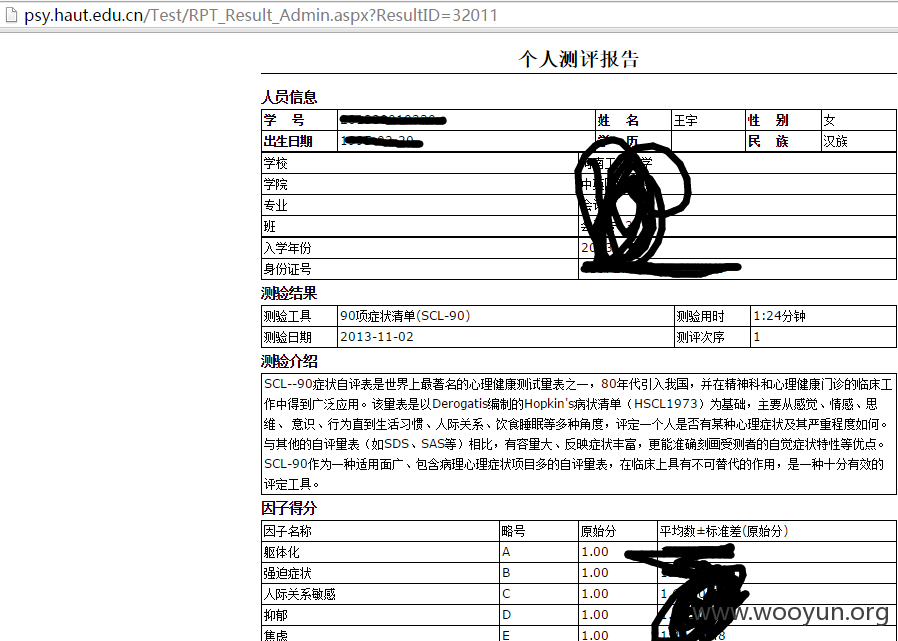 psy.haut.edu.cn/Test/RPT_Result_Admin.aspx?ResultID=32011
个人测评报告
人员信息
学 号 姓 名 王宇 性 别 女
出生日期 学 历 民 族 汉族
学校
学院
专业
班
入学年份
身份证号
测验结果
测验工具 90项症状清单(SCL-90) 测验用时 1:24分钟
测验日期 2013-11-02 测评次序 1
测验介绍
SCL--90症状自评表是世界上最著名的心理健康测试量表之一，80年代引入我国，并在精神科和心理健康门诊的临床工
作中得到广泛应用。该量表是以Derogatis编制的Hopkin's病状清单（HSCL1973）为基础，主要从感觉、情感、思
维、 意识、行为直到生活习惯、人际关系、饮食睡眠等多种角度，评定一个人是否有某种心理症状及其严重程度如何。
与其他的自评量表（如SDS、SAS等）相比，有容量大、反映症状丰富，更能准确刻画受测者的自觉症状特性等优点。
SCL-90作为一种适用面广、包含病理心理症状项目多的自评量表，在临床上具有不可替代的作用，是一种十分有效的
评定工具。
因子得分
因子名称 略号 原始分 平均数±标准差(原始分)
躯体化 A 1.00
强迫症状 B 1.00
人际关系敏感 C 1.00
抑郁 D 1.00
焦虑 E 1.00
www.wooyun.org